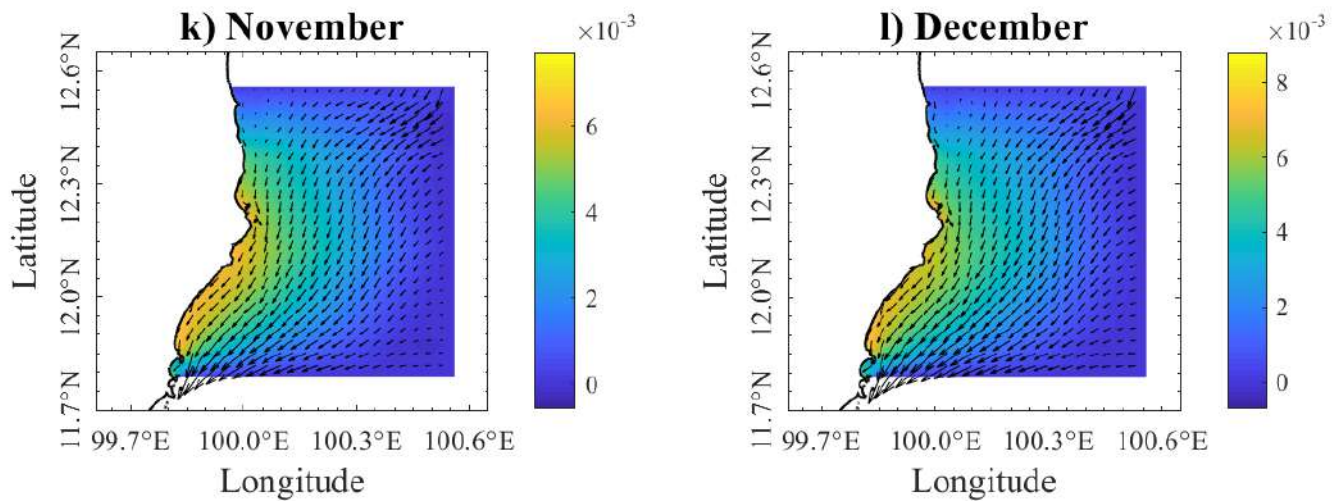 k) November
×10⁻³
12.6°N
12.3°N
12.0°N
11.7°N
Latitude
99.7°E 100.0°E 100.3°E 100.6°E
Longitude
6
4
2
0
l) December
×10⁻³
12.6°N
12.3°N
12.0°N
11.7°N
Latitude
99.7°E 100.0°E 100.3°E 100.6°E
Longitude
8
6
4
2
0